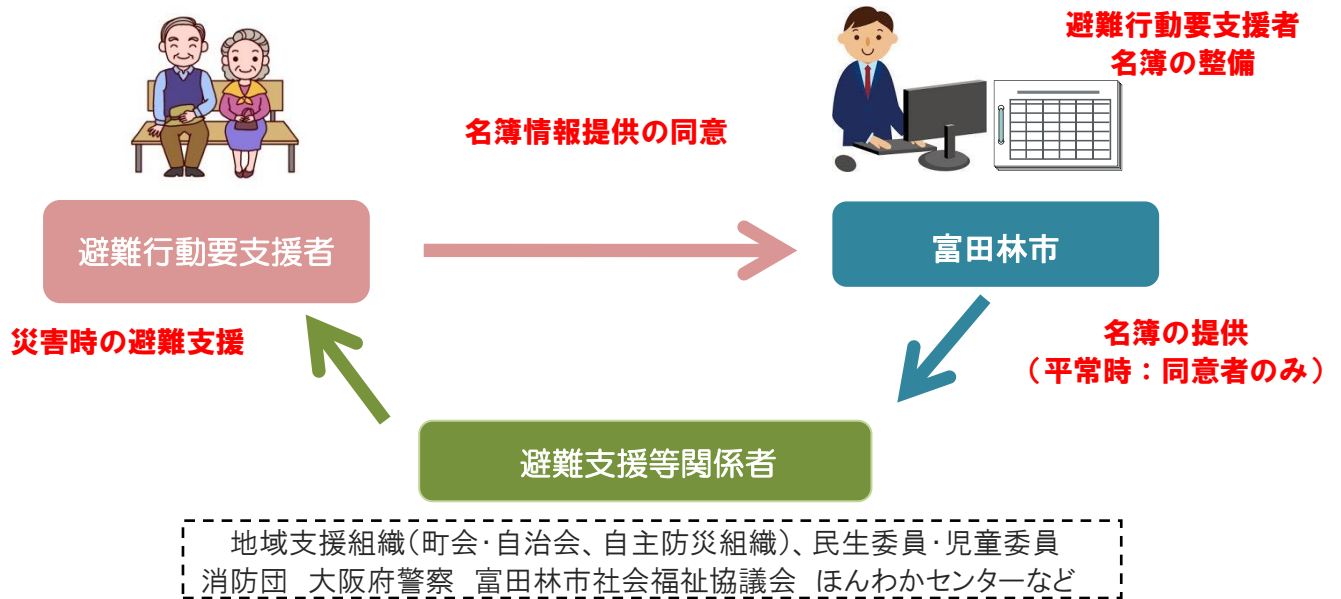 避難行動要支援者
名簿の整備
名簿情報提供の同意
避難行動要支援者
富田林市
災害時の避難支援
名簿の提供
（平常時：同意者のみ）
避難支援等関係者
地域支援組織（町会・自治会、自主防災組織）、民生委員・児童委員
消防団　大阪府警察　富田林市社会福祉協議会　ほんわかセンターなど